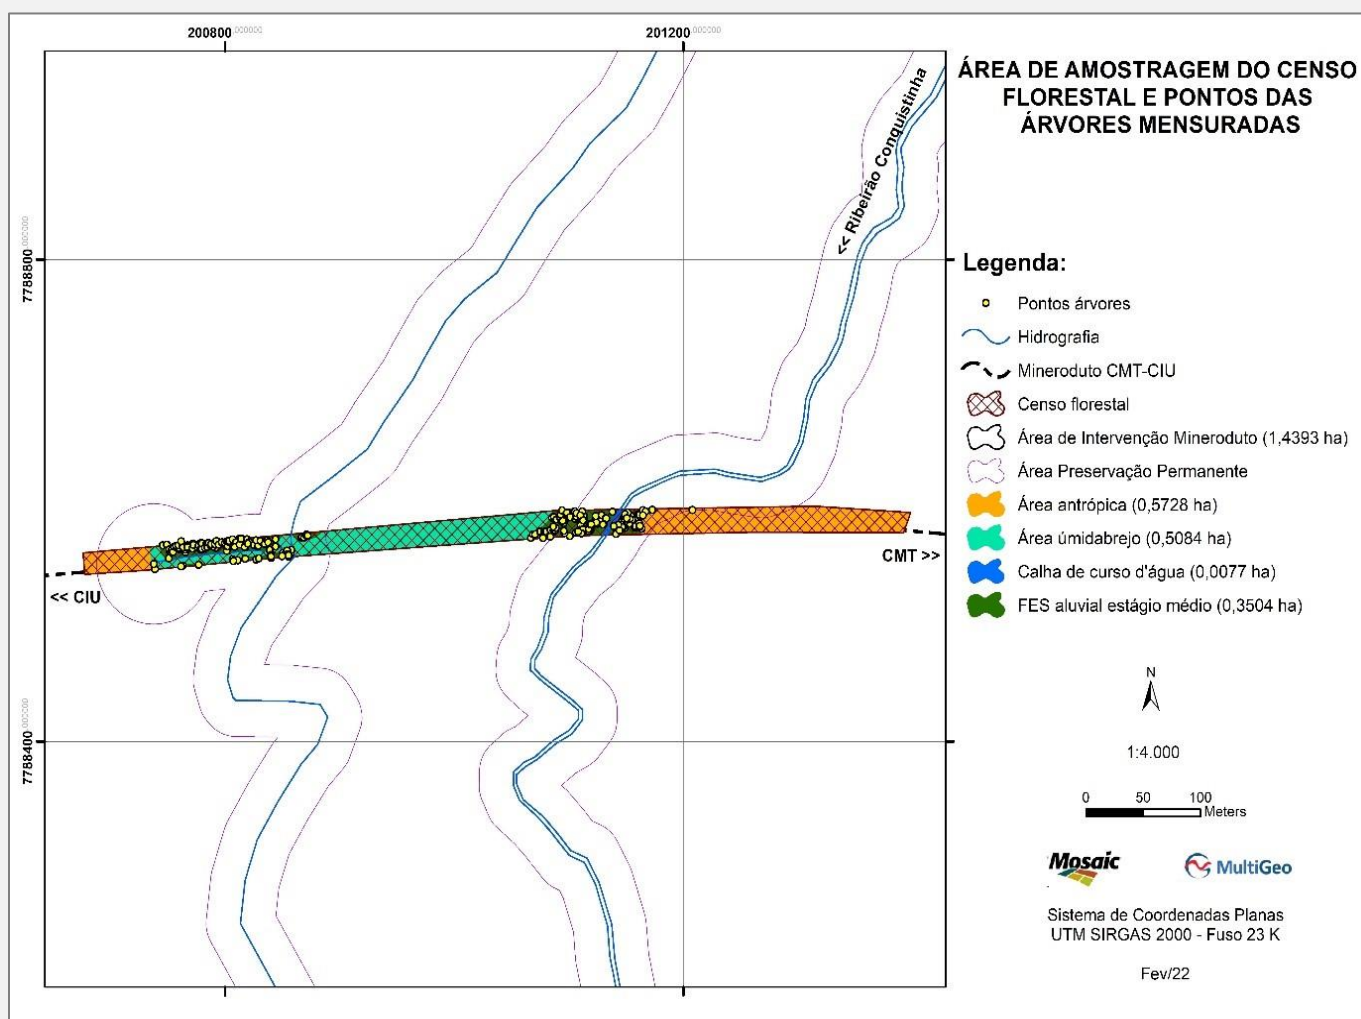 200800,000000
201200,000000
7788800,000000
7788400,000000
<< Ribeirão Conquistinha
<< CIU
CMT >>
ÁREA DE AMOSTRAGEM DO CENSO
FLORESTAL E PONTOS DAS
ÁRVORES MENSURADAS
Legenda:
Pontos árvores
Hidrografia
Mineroduto CMT-CIU
Censo florestal
Área de Intervenção Mineroduto (1,4393 ha)
Área Preservação Permanente
Área antrópica (0,5728 ha)
Área úmidabrejo (0,5084 ha)
Calha de curso d'água (0,0077 ha)
FES aluvial estágio médio (0,3504 ha)
N
1:4.000
0 50 100
Meters
Mosaic
MultiGeo
Sistema de Coordenadas Planas
UTM SIRGAS 2000 - Fuso 23 K
Fev/22